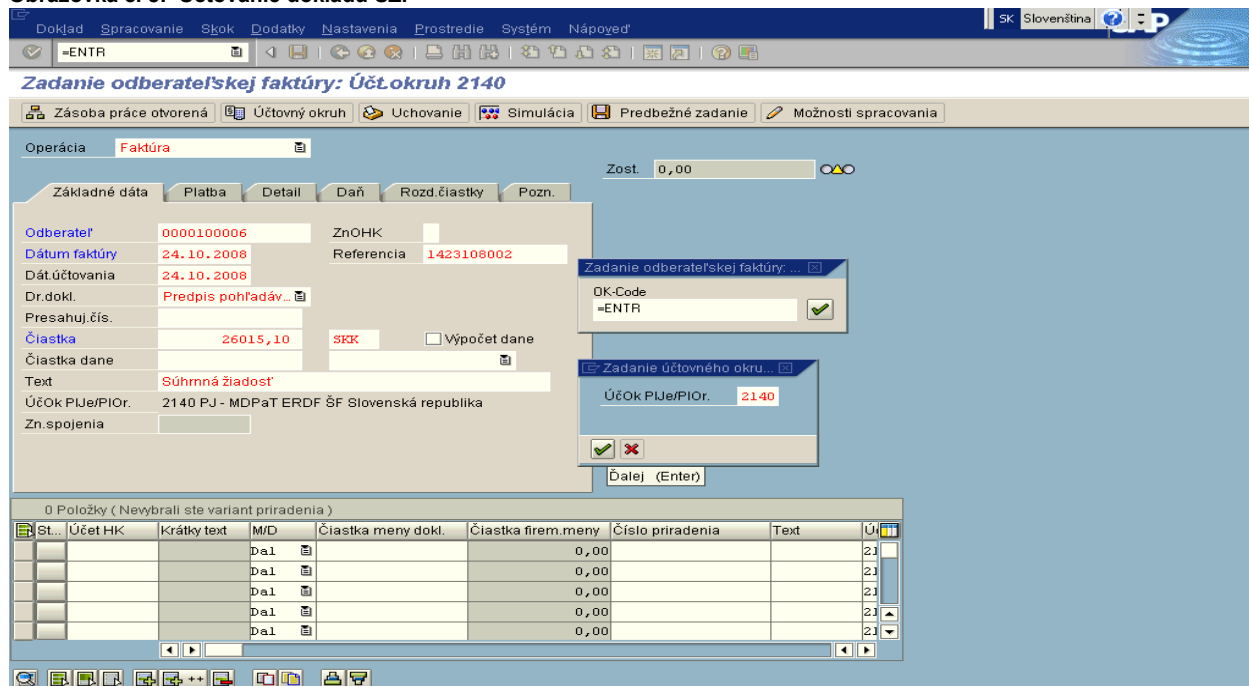 Obrazovka č. 3: Účtovanie dokladu SŽP
Doklad Spracovanie Skok Dodatky Nastavenia Prostredie Systém Nápoveď
SK Slovenština
=ENTR
Zadanie odberateľskej faktúry: Účt.okruh 2140
Zásoba práce otvorená Účtovný okruh Uchovanie Simulácia Predbežné zadanie Možnosti spracovania
Operácia Faktúra
Zost. 0,00
Základné dáta Platba Detail Daň Rozd.čiastky Pozn.
Odberateľ 0000100006 ZnOHK
Dátum faktúry 24.10.2008 Referencia 1423108002
Dát.účtovania 24.10.2008
Dr.dokl. Predpis pohľadáv...
Presahuj.čís.
Čiastka 26015,10 SKK Výpočet dane
Čiastka dane
Text Súhrnná žiadosť
ÚčOk PlJe/PlOr. 2140 PJ - MDPaT ERDF ŠF Slovenská republika
Zn.spojenia
Zadanie odberateľskej faktúry: ...
OK-Code
=ENTR
Zadanie účtovného okru...
ÚčOk PlJe/PlOr. 2140
Ďalej (Enter)
0 Položky ( Nevybrali ste variant priradenia )
St... Účet HK Krátky text M/D Čiastka meny dokl. Čiastka firem.meny Číslo priradenia Text
Dal 0,00 21
Dal 0,00 21
Dal 0,00 21
Dal 0,00 21
Dal 0,00 21